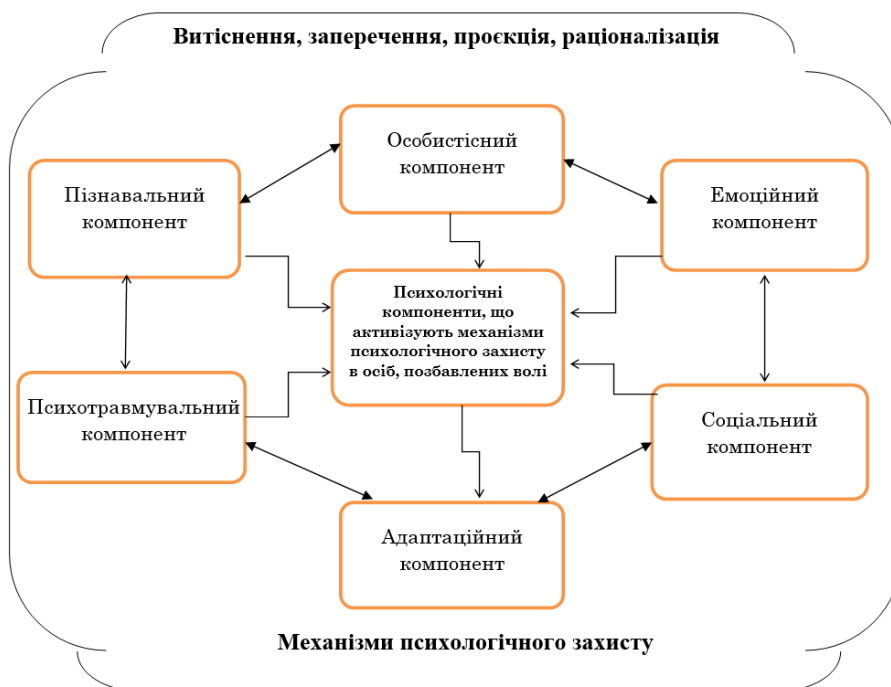 Витіснення, заперечення, проєкція, раціоналізація
Особистісний
компонент
Пізнавальний
компонент
Емоційний
компонент
Психологічні
компоненти, що
активізують механізми
психологічного захисту
в осіб, позбавлених волі
Психотравмувальний
компонент
Соціальний
компонент
Адаптаційний
компонент
Механізми психологічного захисту